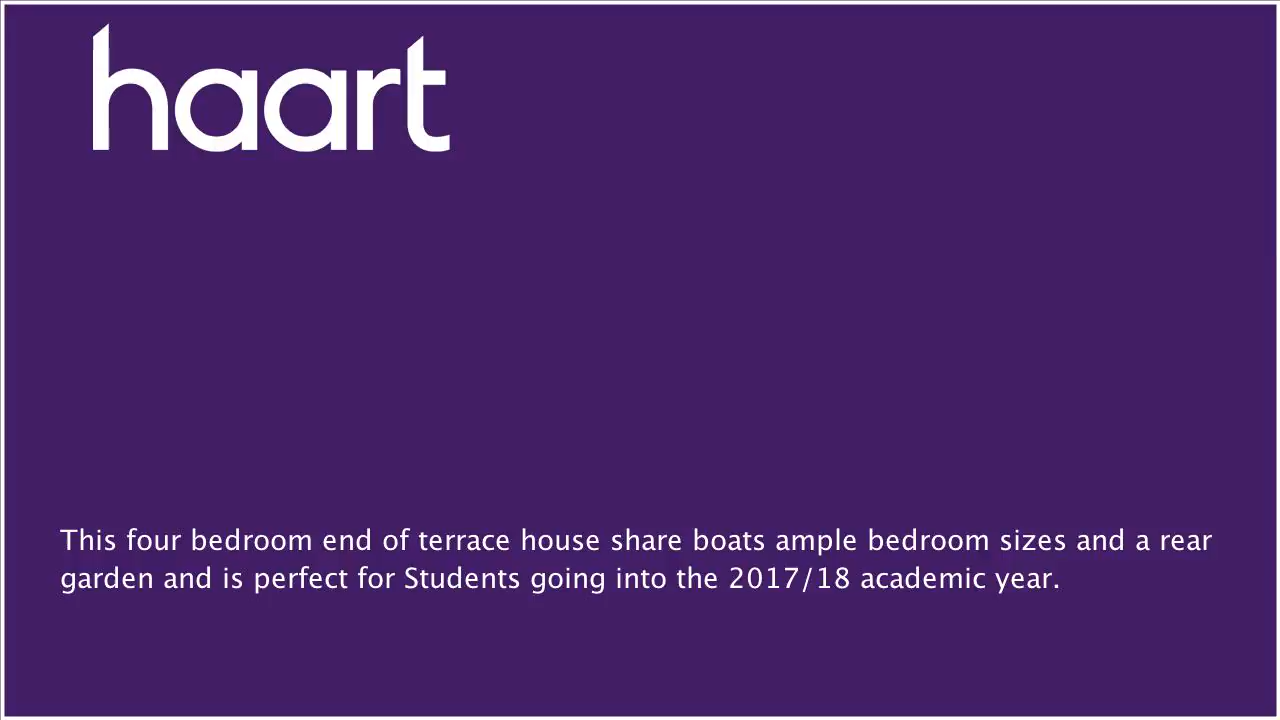 haart
This four bedroom end of terrace house share boats ample bedroom sizes and a rear
garden and is perfect for Students going into the 2017/18 academic year.